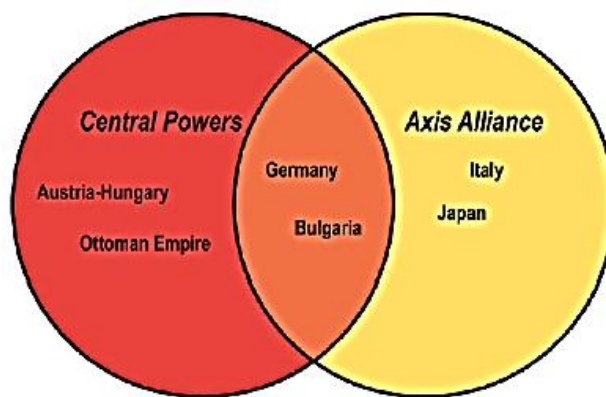 Central Powers
Axis Alliance
Germany
Italy
Austria-Hungary
Japan
Bulgaria
Ottoman Empire